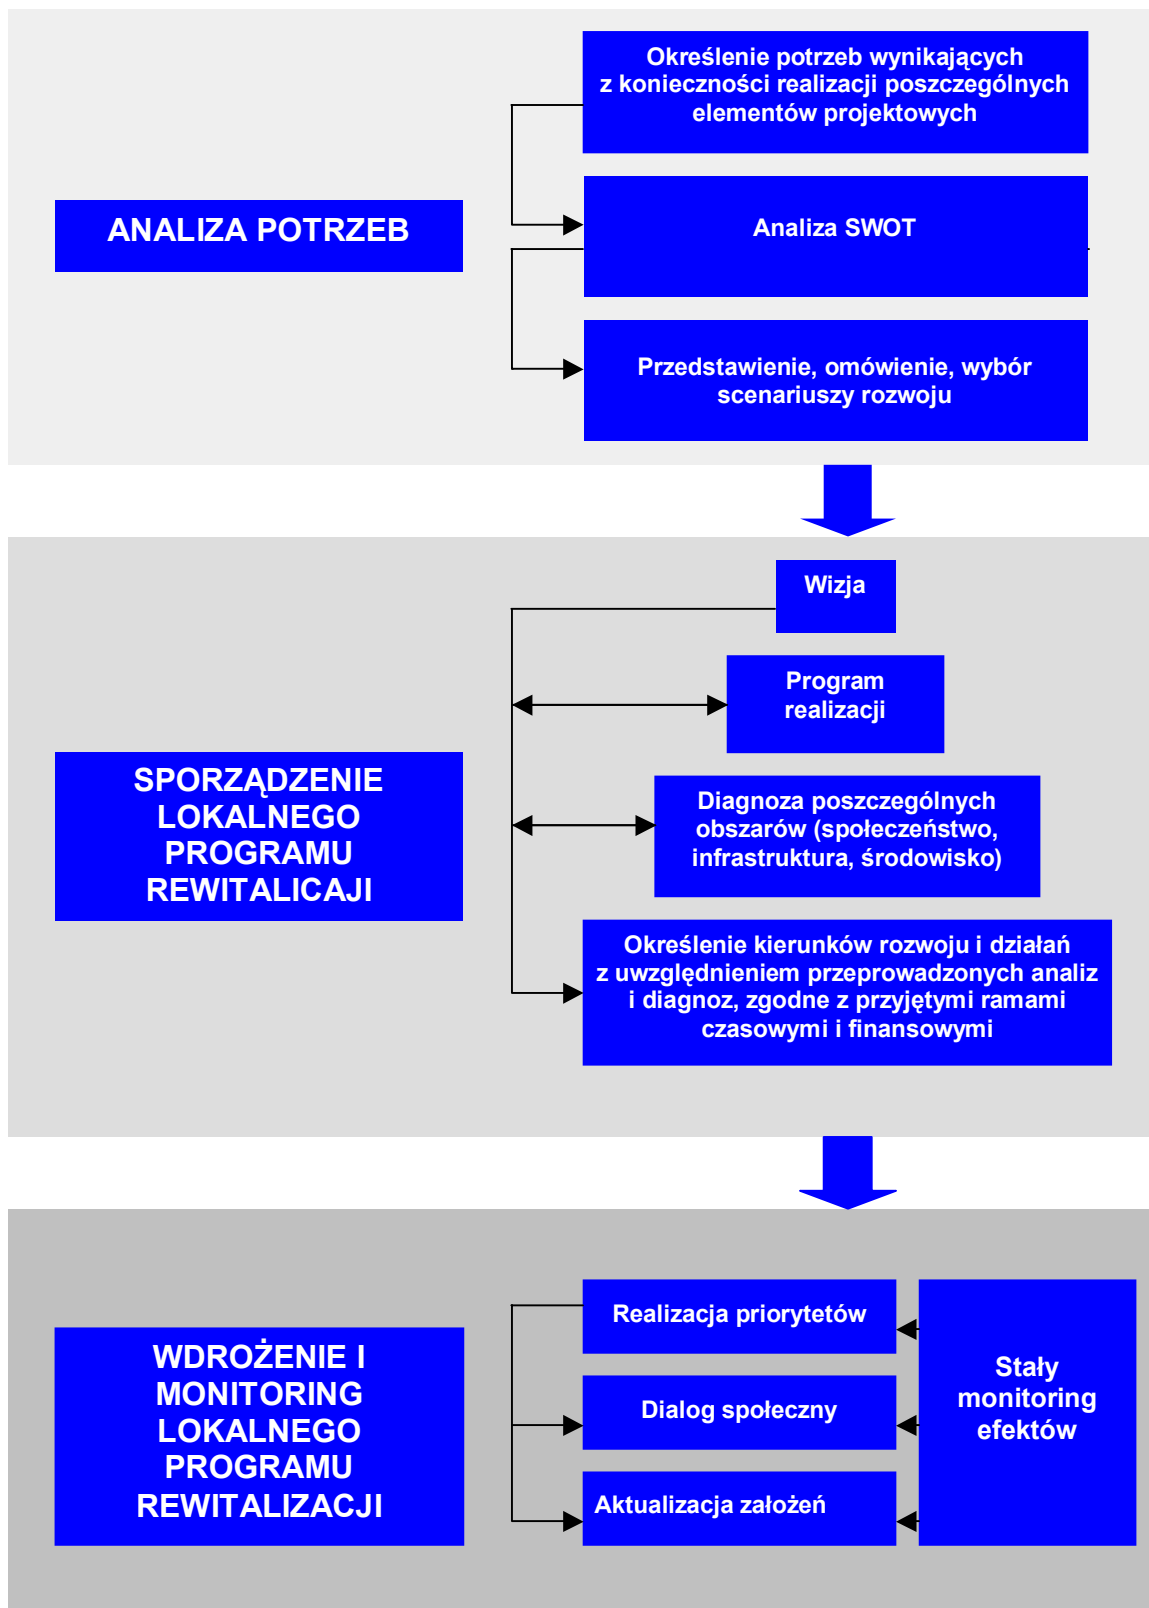 Określenie potrzeb wynikających
z konieczności realizacji poszczególnych
elementów projektowych
ANALIZA POTRZEB
Analiza SWOT
Przedstawienie, omówienie, wybór
scenariuszy rozwoju
Wizja
Program
realizacji
SPORZĄDZENIE
LOKALNEGO
PROGRAMU
REWITALICAJI
Diagnoza poszczególnych
obszarów (społeczeństwo,
infrastruktura, środowisko)
Określenie kierunków rozwoju i działań
z uwzględnieniem przeprowadzonych analiz
i diagnoz, zgodne z przyjętymi ramami
czasowymi i finansowymi
WDROŻENIE I
MONITORING
LOKALNEGO
PROGRAMU
REWITALIZACJI
Realizacja priorytetów
Dialog społeczny
Aktualizacja założeń
Stały
monitoring
efektów